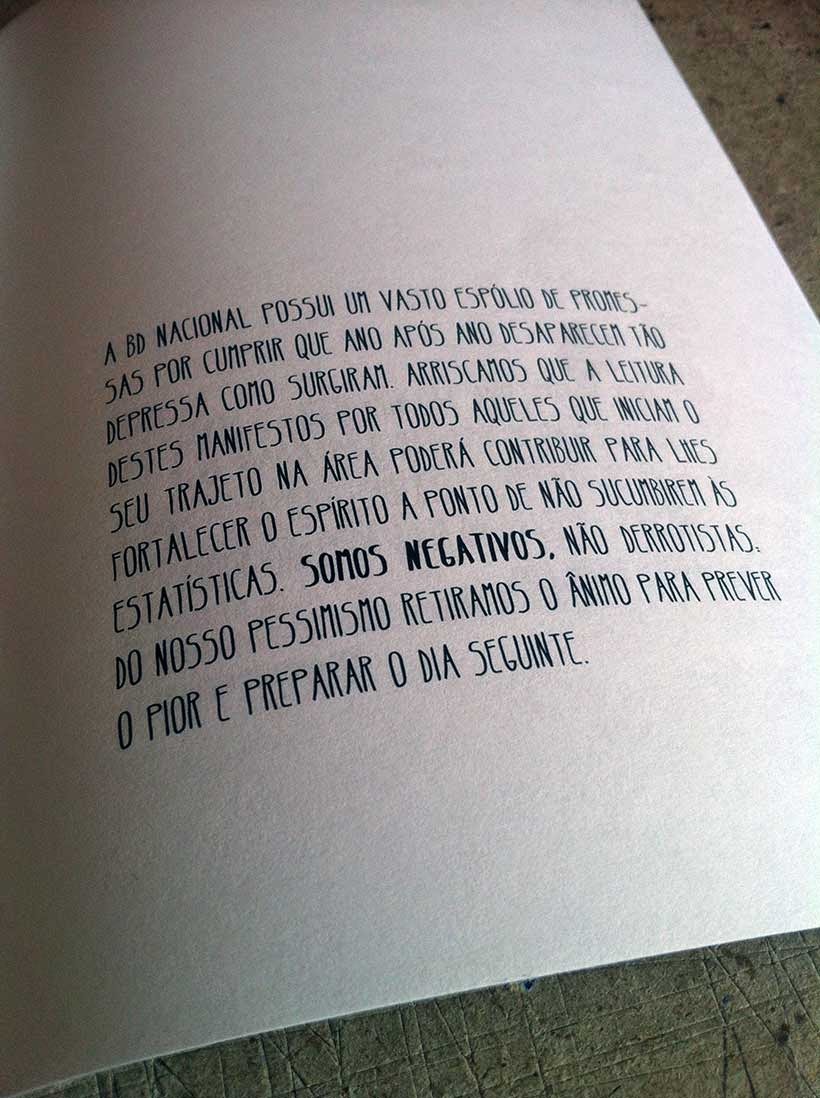 A BD NACIONAL POSSUI UM VASTO ESPÓLIO DE PROMES-
SAS POR CUMPRIR QUE ANO APÓS ANO DESAPARECEM TÃO
DEPRESSA COMO SURGIRAM. ARRISCAMOS QUE A LEITURA
DESTES MANIFESTOS POR TODOS AQUELES QUE INICIAM O
SEU TRAJETO NA ÁREA PODERÁ CONTRIBUIR PARA LHES
FORTALECER O ESPÍRITO A PONTO DE NÃO SUCUMBIREM ÀS
ESTATÍSTICAS. SOMOS NEGATIVOS, NÃO DERROTISTAS:
DO NOSSO PESSIMISMO RETIRAMOS O ÂNIMO PARA PREVER
O PIOR E PREPARAR O DIA SEGUINTE.